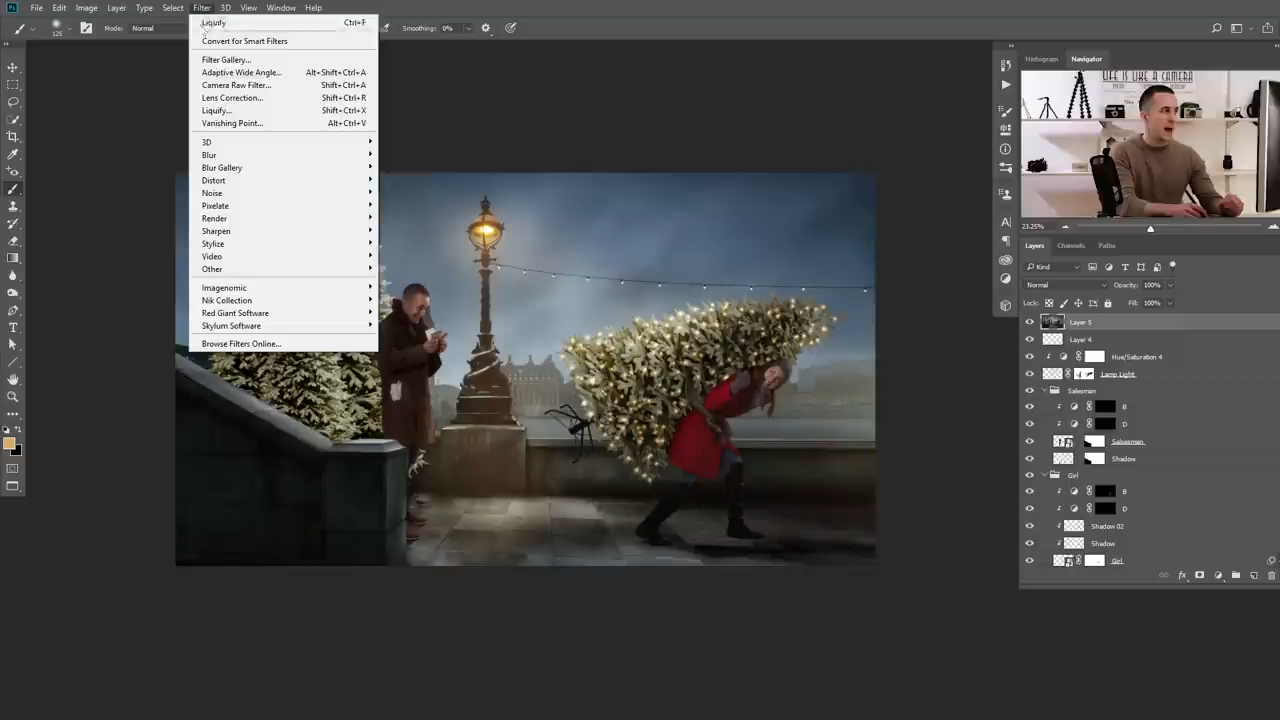 Ps File Edit Image Layer Type Select Filter 3D View Window Help
125 Mode: Normal Smoothing: 0%
Liquify Ctrl+F
Convert for Smart Filters
Filter Gallery...
Adaptive Wide Angle... Alt+Shift+Ctrl+A
Camera Raw Filter... Shift+Ctrl+A
Lens Correction... Shift+Ctrl+R
Liquify... Shift+Ctrl+X
Vanishing Point... Alt+Ctrl+V
3D
Blur
Blur Gallery
Distort
Noise
Pixelate
Render
Sharpen
Stylize
Video
Other
Imagenomic
Nik Collection
Red Giant Software
Skylum Software
Browse Filters Online...
Histogram Navigator
LIFE IS LIKE A CAMERA
23.25%
Layers Channels Paths
Kind
Normal Opacity: 100%
Lock: Fill: 100%
Layer 5
Layer 4
Hue/Saturation 4
Lamp Light
Salesman
B
D
Salsesman
Shadow
Girl
B
D
Shadow 02
Shadow
Girl